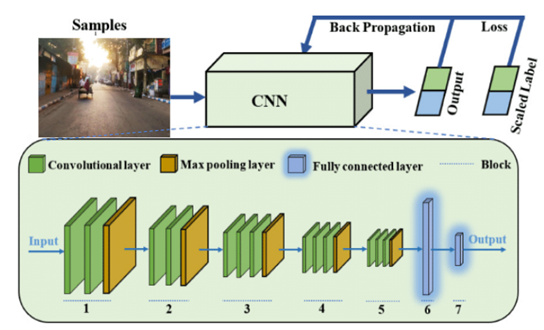 Samples
Back Propagation
Loss
CNN
Output
Scaled Label
Convolutional layer
Max pooling layer
Fully connected layer
Block
Input
Output
1 2 3 4 5 6 7